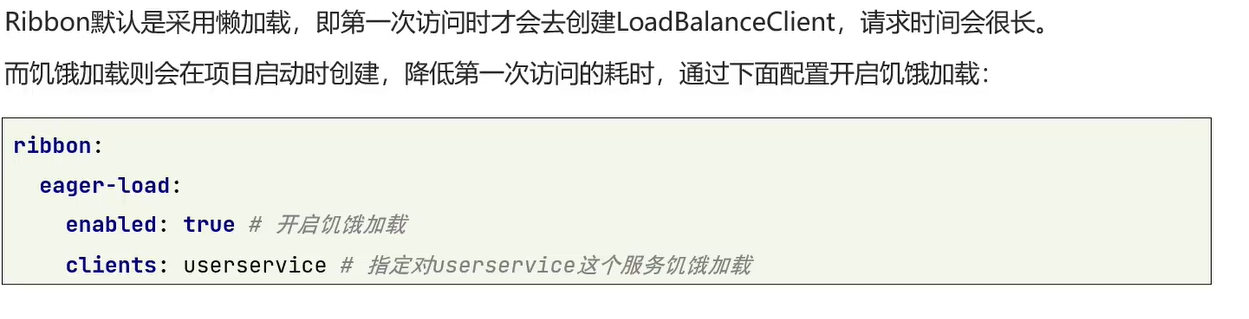 Ribbon默认是采用懒加载，即第一次访问时才会去创建LoadBalanceClient，请求时间会很长。
而饥饿加载则会在项目启动时创建，降低第一次访问的耗时，通过下面配置开启饥饿加载：
ribbon:
  eager-load:
    enabled: true # 开启饥饿加载
    clients: userservice # 指定对userservice这个服务饥饿加载